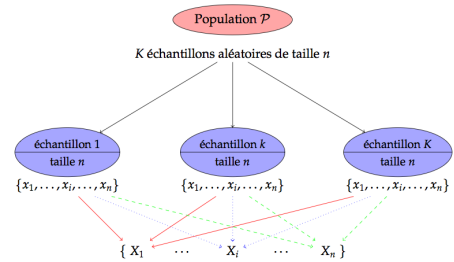 Population 𝒫
K échantillons aléatoires de taille n
échantillon 1 échantillon k échantillon K
taille n taille n taille n
{x₁,...,xᵢ,...,xₙ} {x₁,...,xᵢ,...,xₙ} {x₁,...,xᵢ,...,xₙ}
{ X₁ ... Xᵢ ... Xₙ }